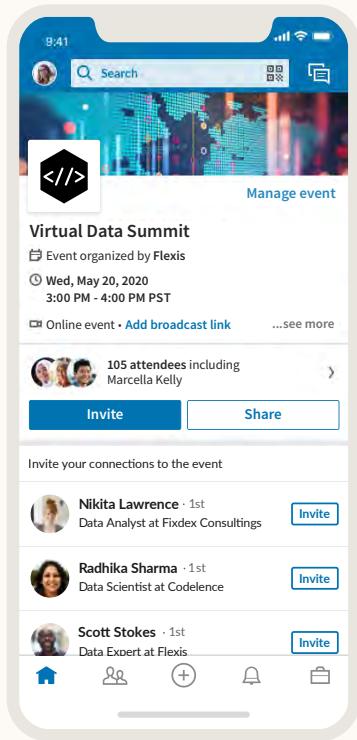 9:41
Search
</>
Manage event
Virtual Data Summit
Event organized by Flexis
Wed, May 20, 2020
3:00 PM - 4:00 PM PST
Online event • Add broadcast link
...see more
105 attendees including
Marcella Kelly
Invite
Share
Invite your connections to the event
Nikita Lawrence · 1st
Data Analyst at Fixdex Consultings
Invite
Radhika Sharma · 1st
Data Scientist at Codelence
Invite
Scott Stokes · 1st
Data Expert at Flexis
Invite